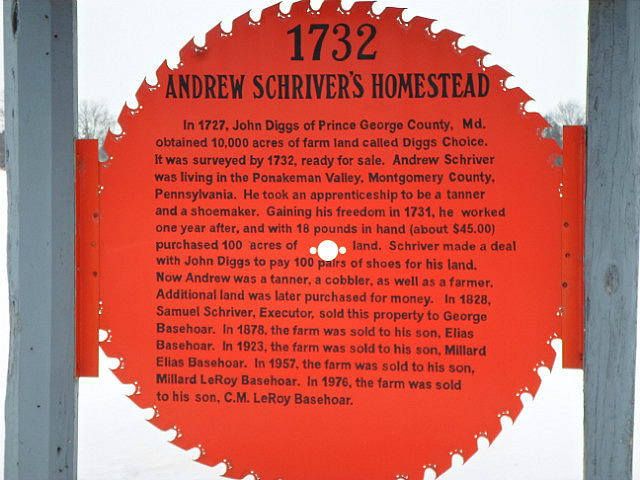 1732
ANDREW SCHRIVER'S HOMESTEAD
In 1727, John Diggs of Prince George County, Md.
obtained 10,000 acres of farm land called Diggs Choice.
It was surveyed by 1732, ready for sale. Andrew Schriver
was living in the Ponakeman Valley, Montgomery County,
Pennsylvania. He took an apprenticeship to be a tanner
and a shoemaker. Gaining his freedom in 1731, he worked
one year after, and with 18 pounds in hand (about $45.00)
purchased 100 acres of land. Schriver made a deal
with John Diggs to pay 100 pairs of shoes for his land.
Now Andrew was a tanner, a cobbler, as well as a farmer.
Additional land was later purchased for money. In 1828,
Samuel Schriver, Executor, sold this property to George
Basehoar. In 1878, the farm was sold to his son, Elias
Basehoar. In 1923, the farm was sold to his son, Millard
Elias Basehoar. In 1957, the farm was sold to his son,
Millard LeRoy Basehoar. In 1976, the farm was sold
to his son, C.M. LeRoy Basehoar.